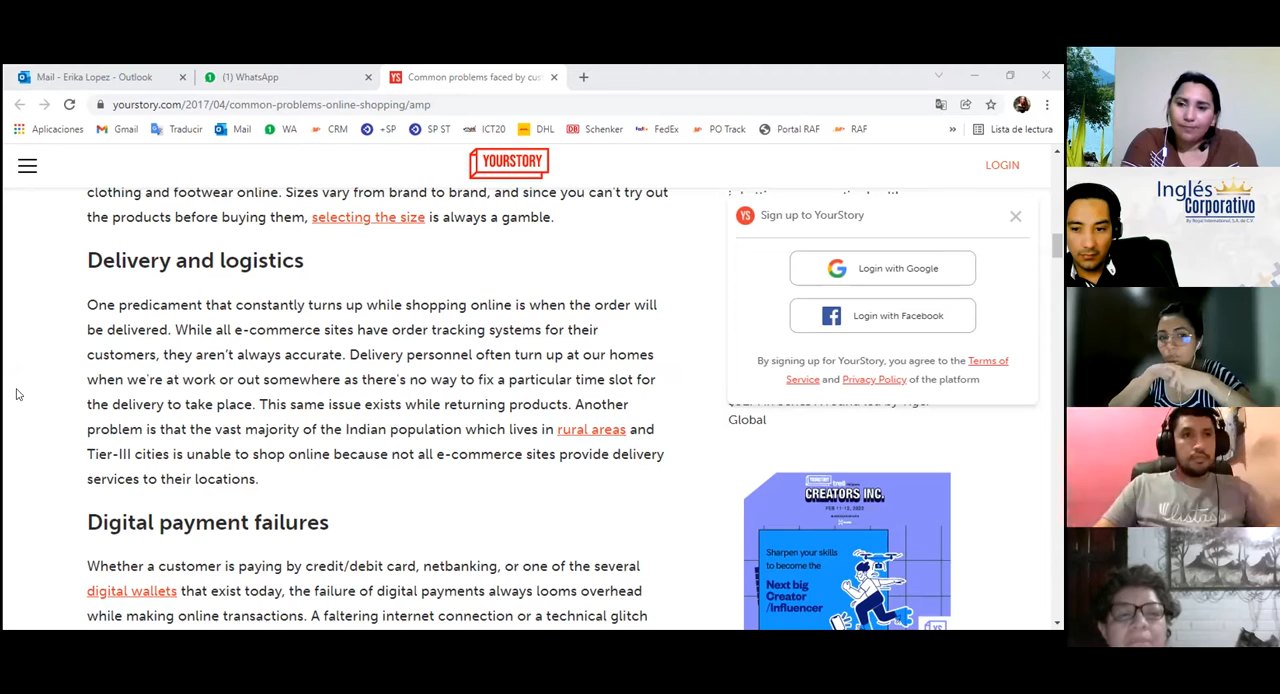 Mail - Erika Lopez - Outlook
(1) WhatsApp
YS
Common problems faced by cus
yourstory.com/2017/04/common-problems-online-shopping/amp
Aplicaciones
Gmail
Traducir
Mail
WA
CRM
+SP
SP ST
ICT20
DHL
Schenker
FedEx
PO Track
Portal RAF
RAF
»
Lista de lectura
YOURSTORY
LOGIN
clothing and footwear online. Sizes vary from brand to brand, and since you can't try out
the products before buying them, selecting the size is always a gamble.
Delivery and logistics
One predicament that constantly turns up while shopping online is when the order will
be delivered. While all e-commerce sites have order tracking systems for their
customers, they aren't always accurate. Delivery personnel often turn up at our homes
when we're at work or out somewhere as there's no way to fix a particular time slot for
the delivery to take place. This same issue exists while returning products. Another
problem is that the vast majority of the Indian population which lives in rural areas and
Tier-III cities is unable to shop online because not all e-commerce sites provide delivery
services to their locations.
Digital payment failures
Whether a customer is paying by credit/debit card, netbanking, or one of the several
digital wallets that exist today, the failure of digital payments always looms overhead
while making online transactions. A faltering internet connection or a technical glitch
YS
Sign up to YourStory
Login with Google
Login with Facebook
By signing up for YourStory, you agree to the Terms of
Service and Privacy Policy of the platform
Global
YOURSTORY
CREATORS INC.
FEB 11-12, 2022
Sharpen your skills
to become the
Next big
Creator
/Influencer
YS
Inglés
Corporativo
By Royal International, S.A. de C.V.